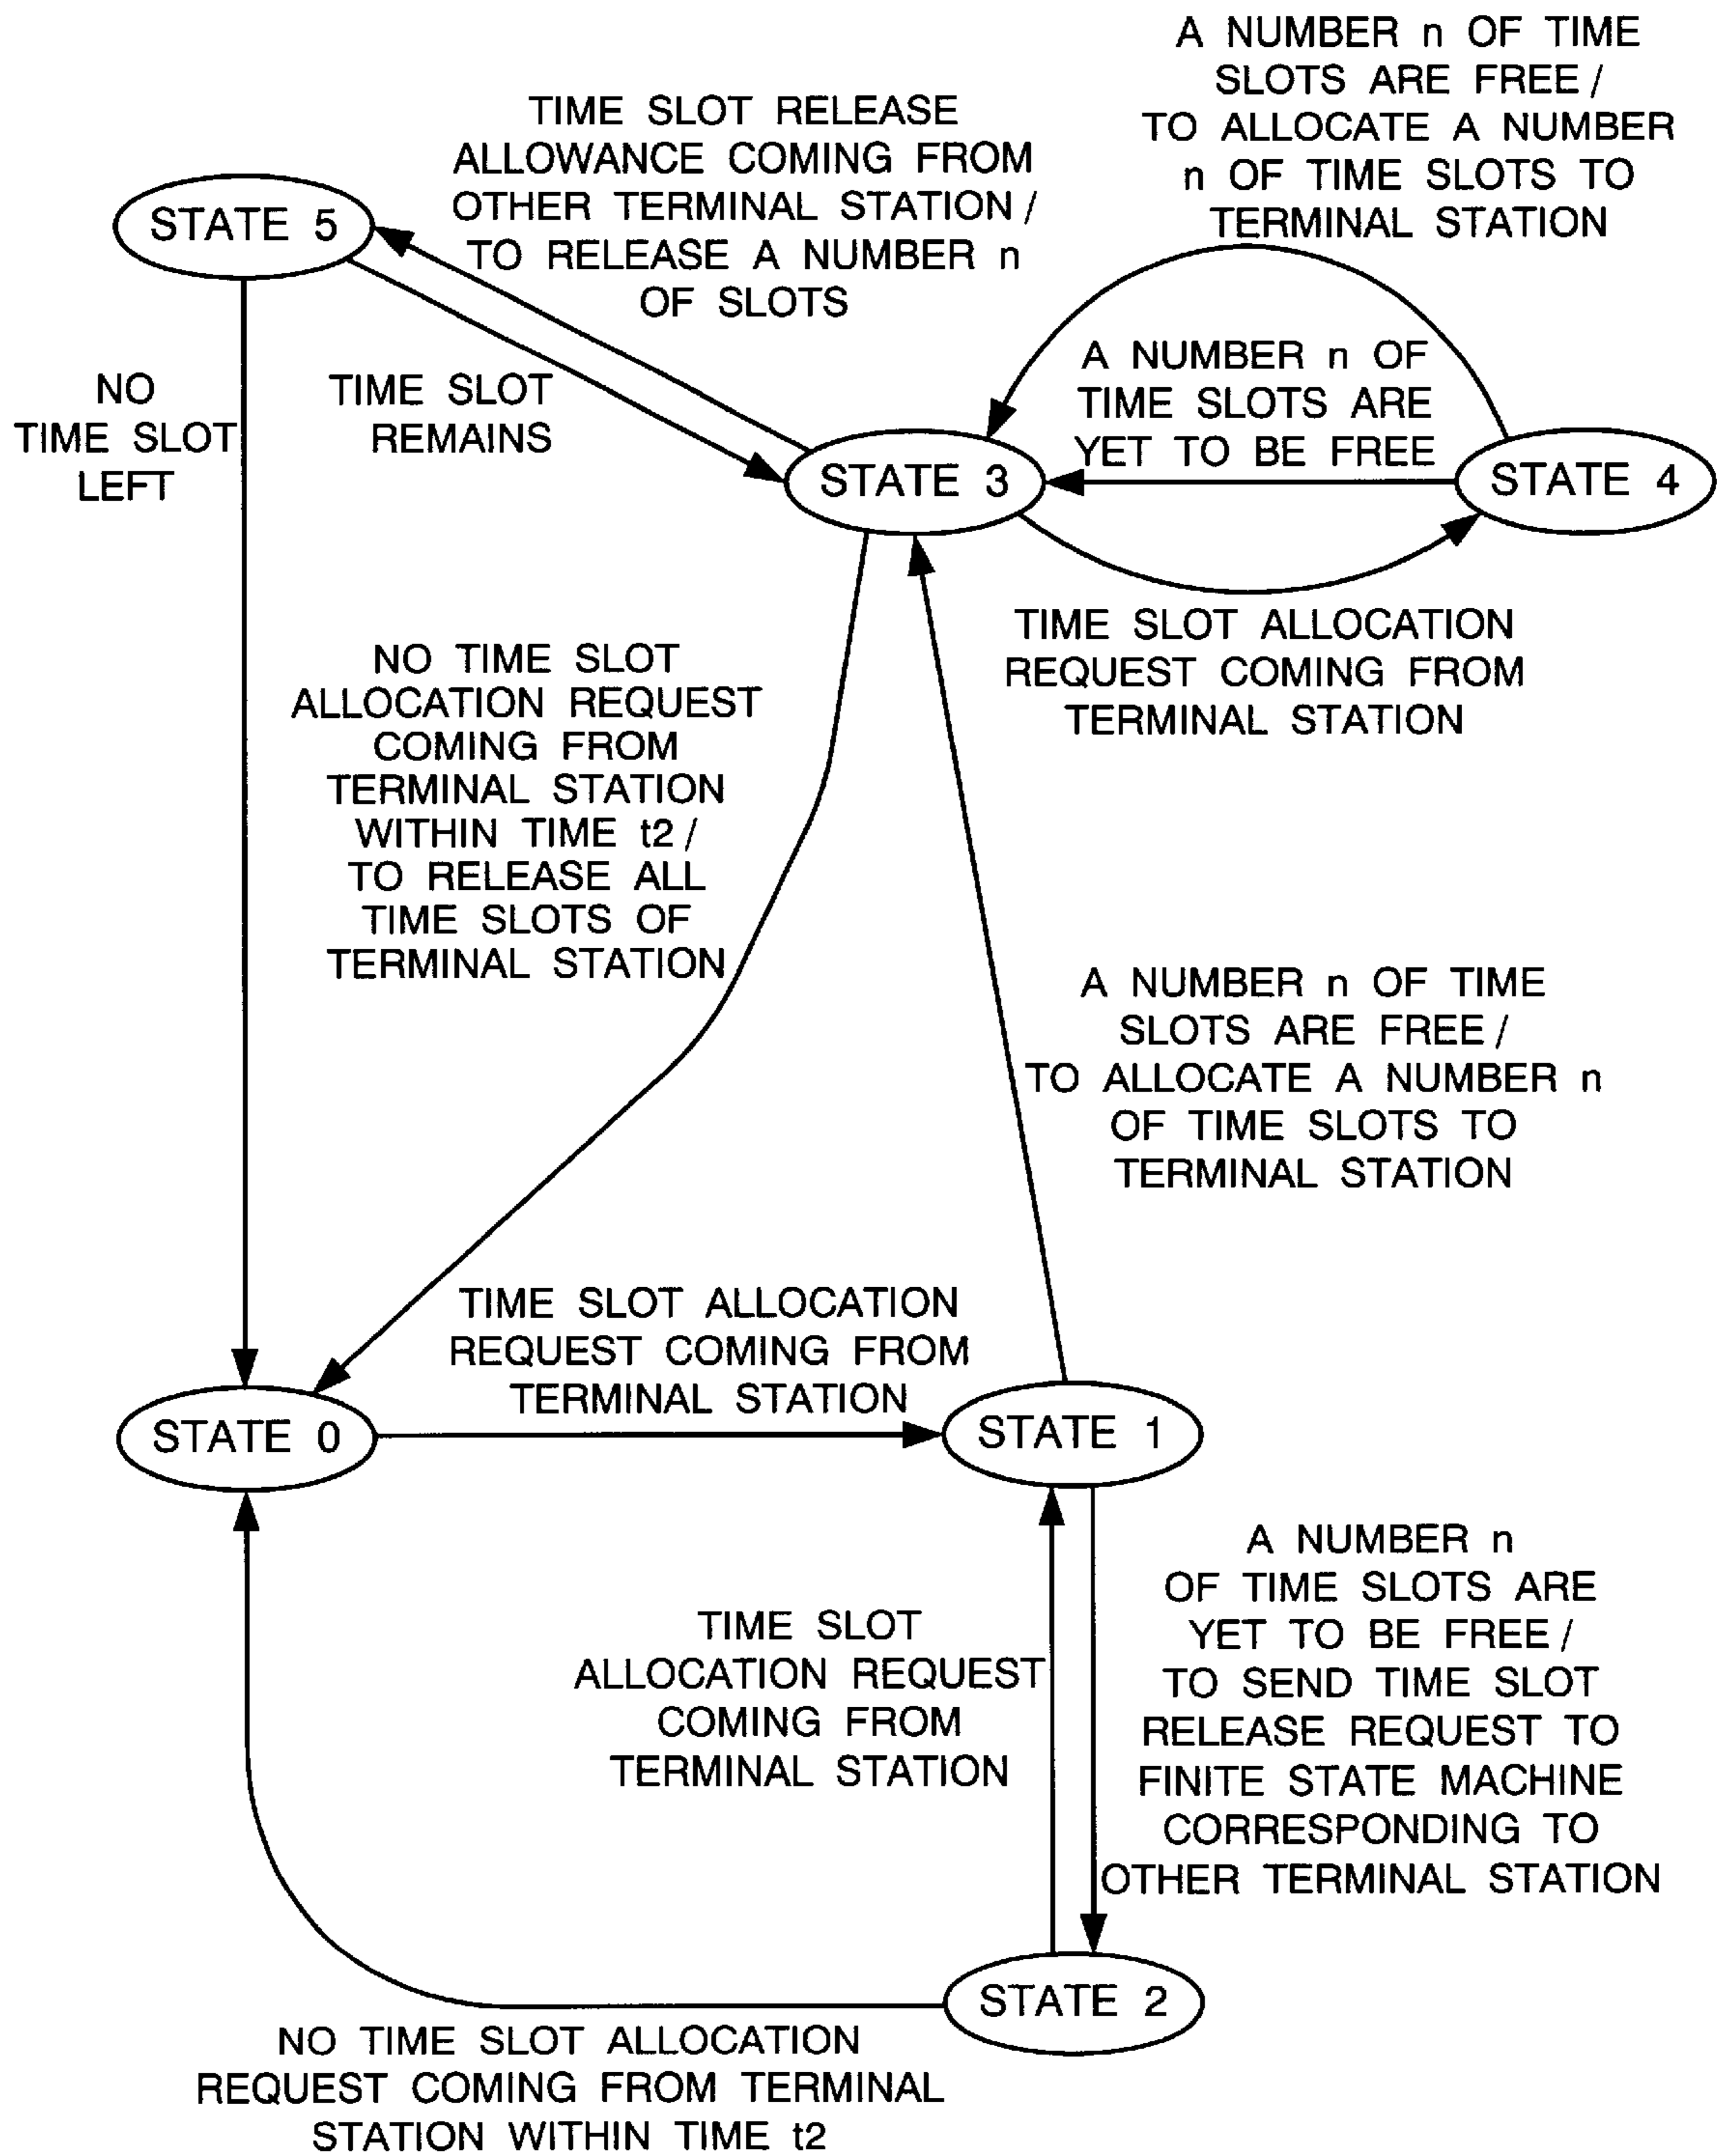 A NUMBER n OF TIME
SLOTS ARE FREE /
TO ALLOCATE A NUMBER
n OF TIME SLOTS TO
TERMINAL STATION
TIME SLOT RELEASE
ALLOWANCE COMING FROM
OTHER TERMINAL STATION /
TO RELEASE A NUMBER n
OF SLOTS
STATE 5
NO
TIME SLOT
LEFT
TIME SLOT
REMAINS
A NUMBER n OF
TIME SLOTS ARE
YET TO BE FREE
STATE 3
STATE 4
TIME SLOT ALLOCATION
REQUEST COMING FROM
TERMINAL STATION
NO TIME SLOT
ALLOCATION REQUEST
COMING FROM
TERMINAL STATION
WITHIN TIME t2 /
TO RELEASE ALL
TIME SLOTS OF
TERMINAL STATION
A NUMBER n OF TIME
SLOTS ARE FREE /
TO ALLOCATE A NUMBER n
OF TIME SLOTS TO
TERMINAL STATION
TIME SLOT ALLOCATION
REQUEST COMING FROM
TERMINAL STATION
STATE 0
STATE 1
A NUMBER n
OF TIME SLOTS ARE
YET TO BE FREE /
TO SEND TIME SLOT
RELEASE REQUEST TO
FINITE STATE MACHINE
CORRESPONDING TO
OTHER TERMINAL STATION
TIME SLOT
ALLOCATION REQUEST
COMING FROM
TERMINAL STATION
STATE 2
NO TIME SLOT ALLOCATION
REQUEST COMING FROM TERMINAL
STATION WITHIN TIME t2